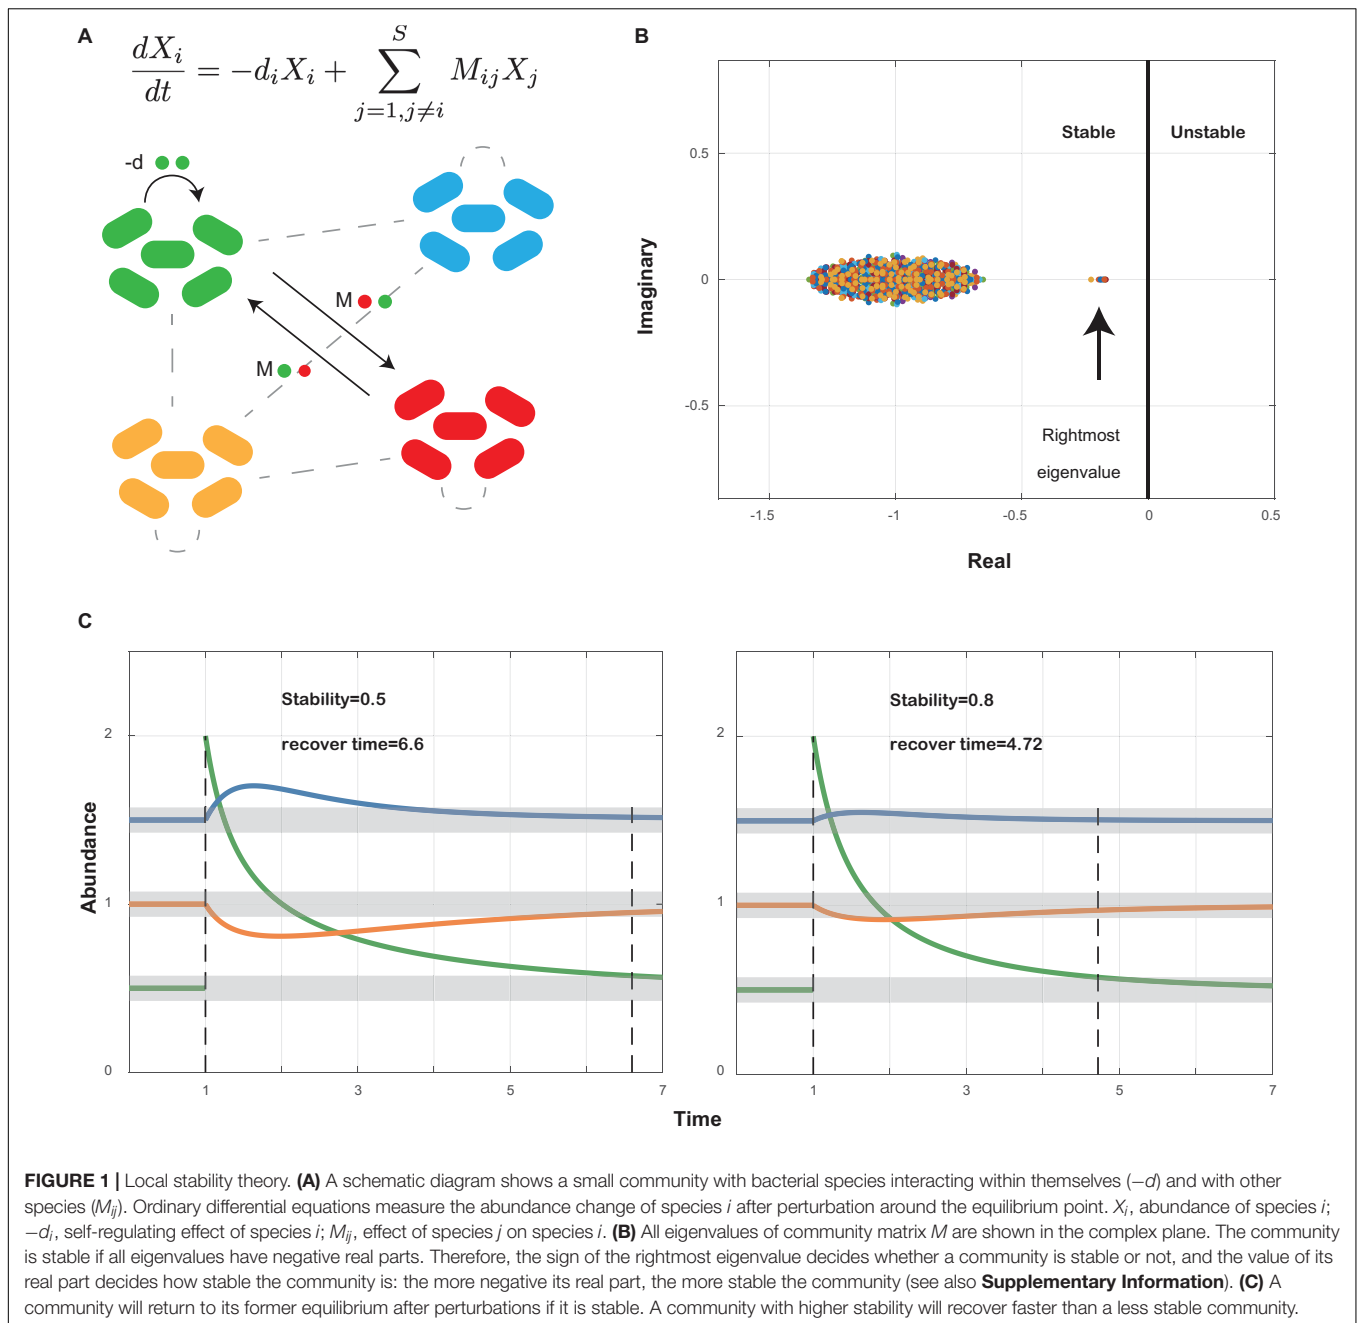 A
dX_i/dt = −d_iX_i + ∑_{j=1,j≠i}^{S} M_{ij}X_j
-d
M
M
B
Stable
Unstable
0.5
0
-0.5
Imaginary
Rightmost
eigenvalue
-1.5
-1
-0.5
0
0.5
Real
C
Stability=0.5
recover time=6.6
2
1
0
Abundance
1
3
5
7
Stability=0.8
recover time=4.72
2
1
0
1
3
5
7
Time
FIGURE 1 | Local stability theory. (A) A schematic diagram shows a small community with bacterial species interacting within themselves (−d) and with other
species (M_{ij}). Ordinary differential equations measure the abundance change of species i after perturbation around the equilibrium point. X_i, abundance of species i;
−d_i, self-regulating effect of species i; M_{ij}, effect of species j on species i. (B) All eigenvalues of community matrix M are shown in the complex plane. The community
is stable if all eigenvalues have negative real parts. Therefore, the sign of the rightmost eigenvalue decides whether a community is stable or not, and the value of its
real part decides how stable the community is: the more negative its real part, the more stable the community (see also Supplementary Information). (C) A
community will return to its former equilibrium after perturbations if it is stable. A community with higher stability will recover faster than a less stable community.